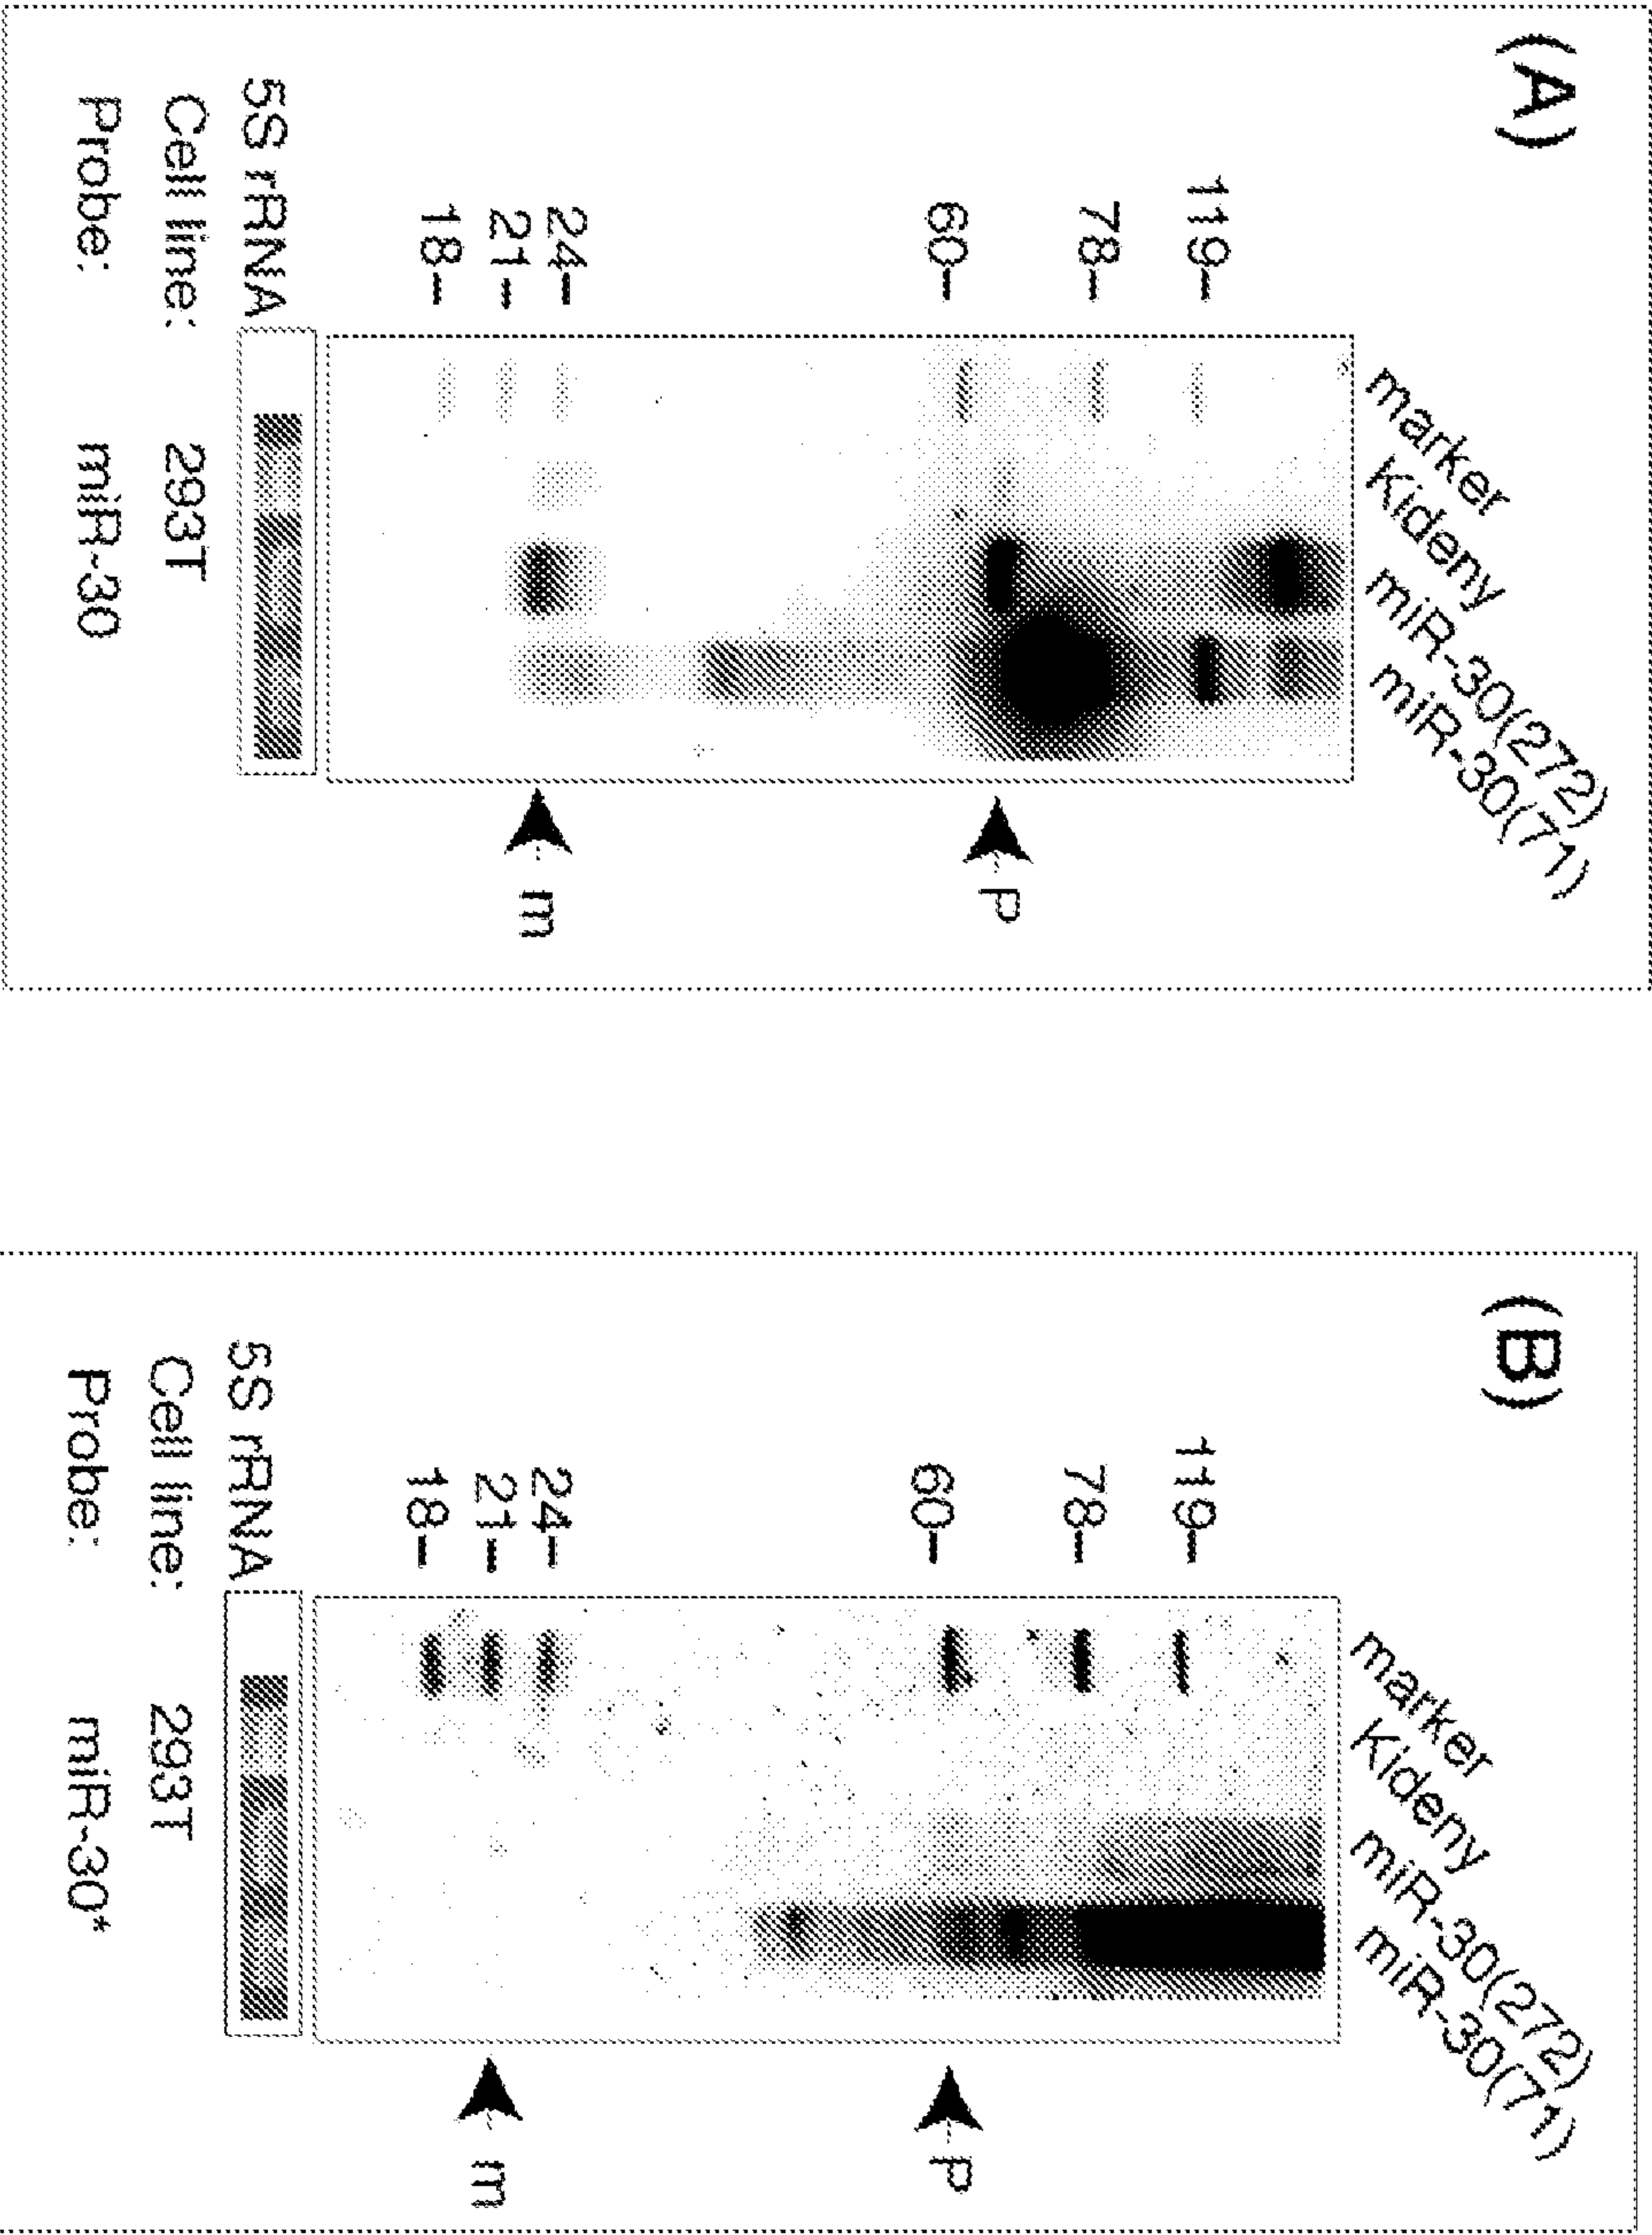 (A)
marker
Kideny
miR-30(272)
miR-30(71)
119-
78-
60-
24-
21-
18-
P
m
5S rRNA
Cell line: 293T
Probe: miR-30
(B)
marker
Kideny
miR-30(272)
miR-30(71)
119-
78-
60-
24-
21-
18-
P
m
5S rRNA
Cell line: 293T
Probe: miR-30*